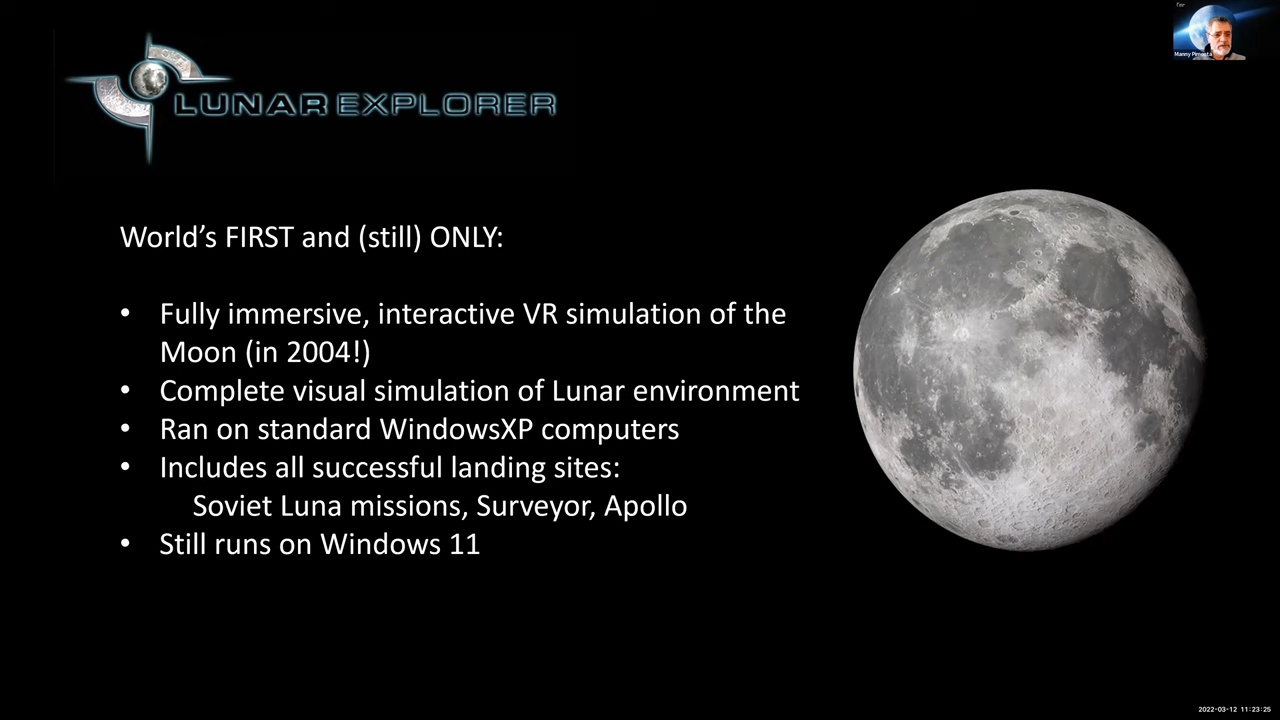 LUNAR EXPLORER
World's FIRST and (still) ONLY:
• Fully immersive, interactive VR simulation of the
Moon (in 2004!)
• Complete visual simulation of Lunar environment
• Ran on standard WindowsXP computers
• Includes all successful landing sites:
Soviet Luna missions, Surveyor, Apollo
• Still runs on Windows 11
Manny Pimenta
2022-03-12 11:23:25